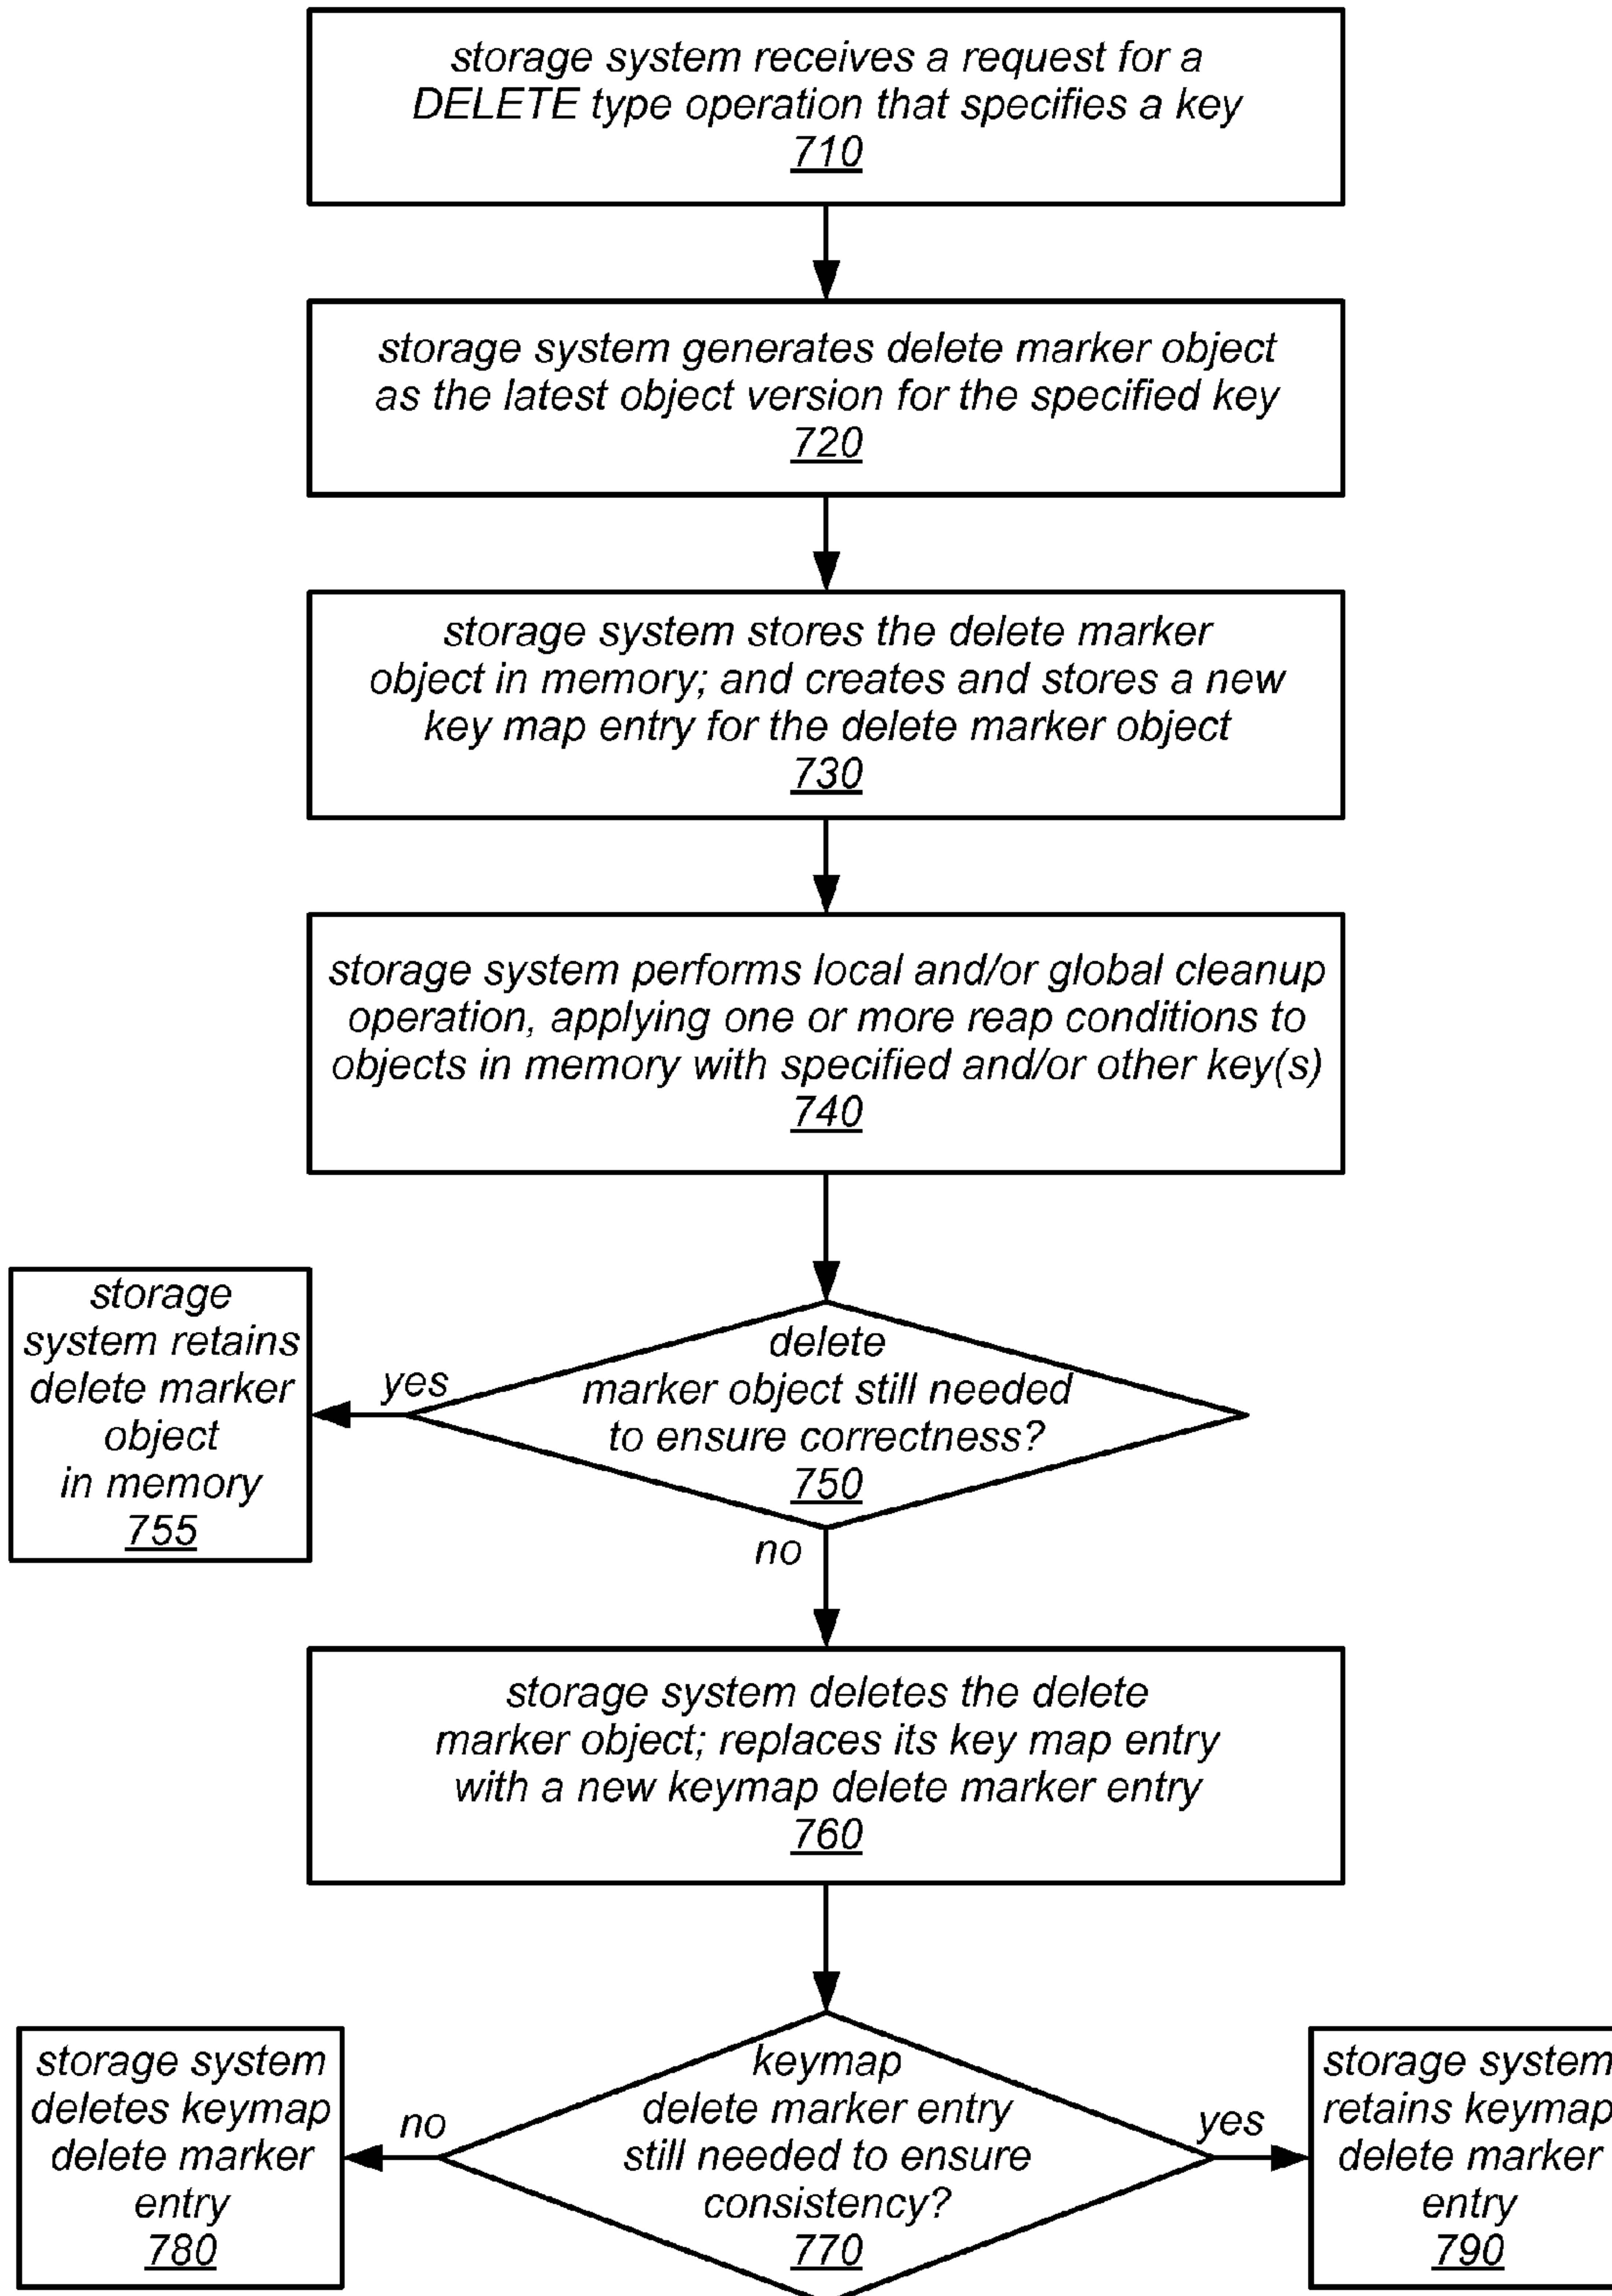 storage system receives a request for a
DELETE type operation that specifies a key
710
storage system generates delete marker object
as the latest object version for the specified key
720
storage system stores the delete marker
object in memory; and creates and stores a new
key map entry for the delete marker object
730
storage system performs local and/or global cleanup
operation, applying one or more reap conditions to
objects in memory with specified and/or other key(s)
740
storage
system retains
delete marker
object
in memory
755
yes
delete
marker object still needed
to ensure correctness?
750
no
storage system deletes the delete
marker object; replaces its key map entry
with a new keymap delete marker entry
760
storage system
deletes keymap
delete marker
entry
780
no
keymap
delete marker entry
still needed to ensure
consistency?
770
yes
storage system
retains keymap
delete marker
entry
790